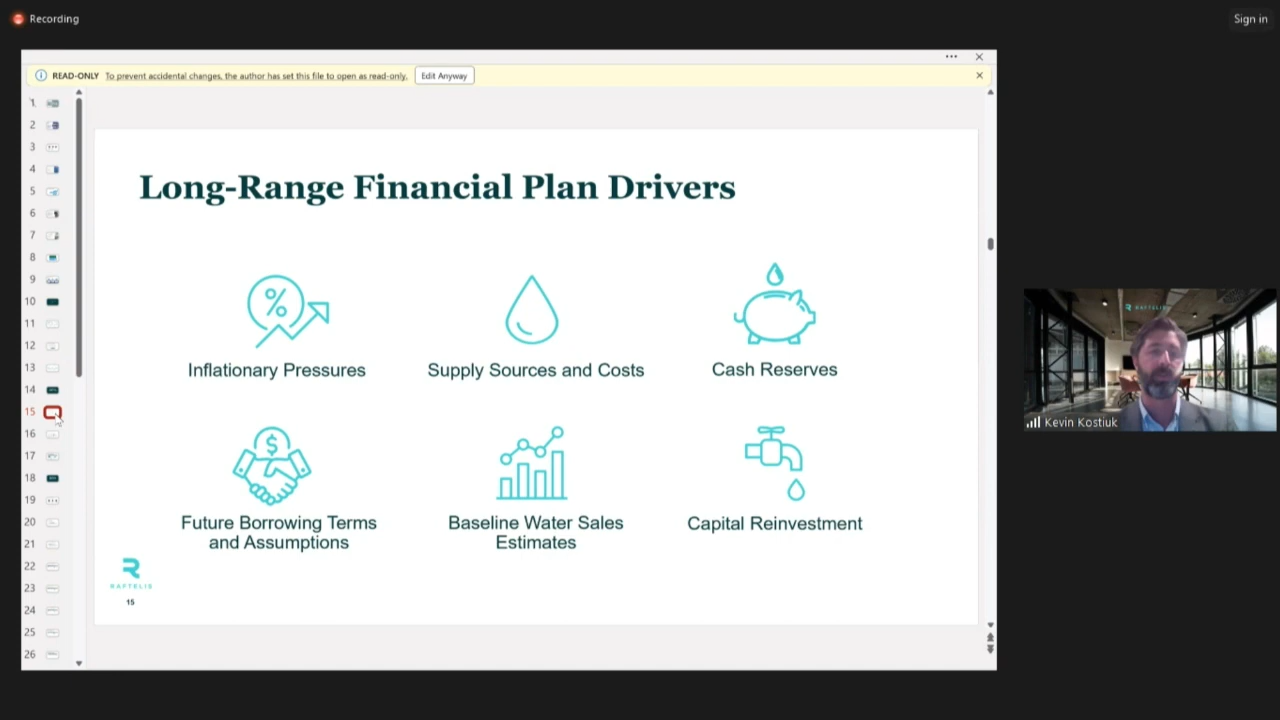 Recording
Sign in
READ-ONLY To prevent accidental changes, the author has set this file to open as read-only. Edit Anyway
1
2
3
4
5
6
7
8
9
10
11
12
13
14
15
16
17
18
19
20
21
22
23
24
25
26
Long-Range Financial Plan Drivers
Inflationary Pressures
Supply Sources and Costs
Cash Reserves
Future Borrowing Terms
and Assumptions
Baseline Water Sales
Estimates
Capital Reinvestment
RAFTELIS
15
RAFTELIS
Kevin Kostiuk